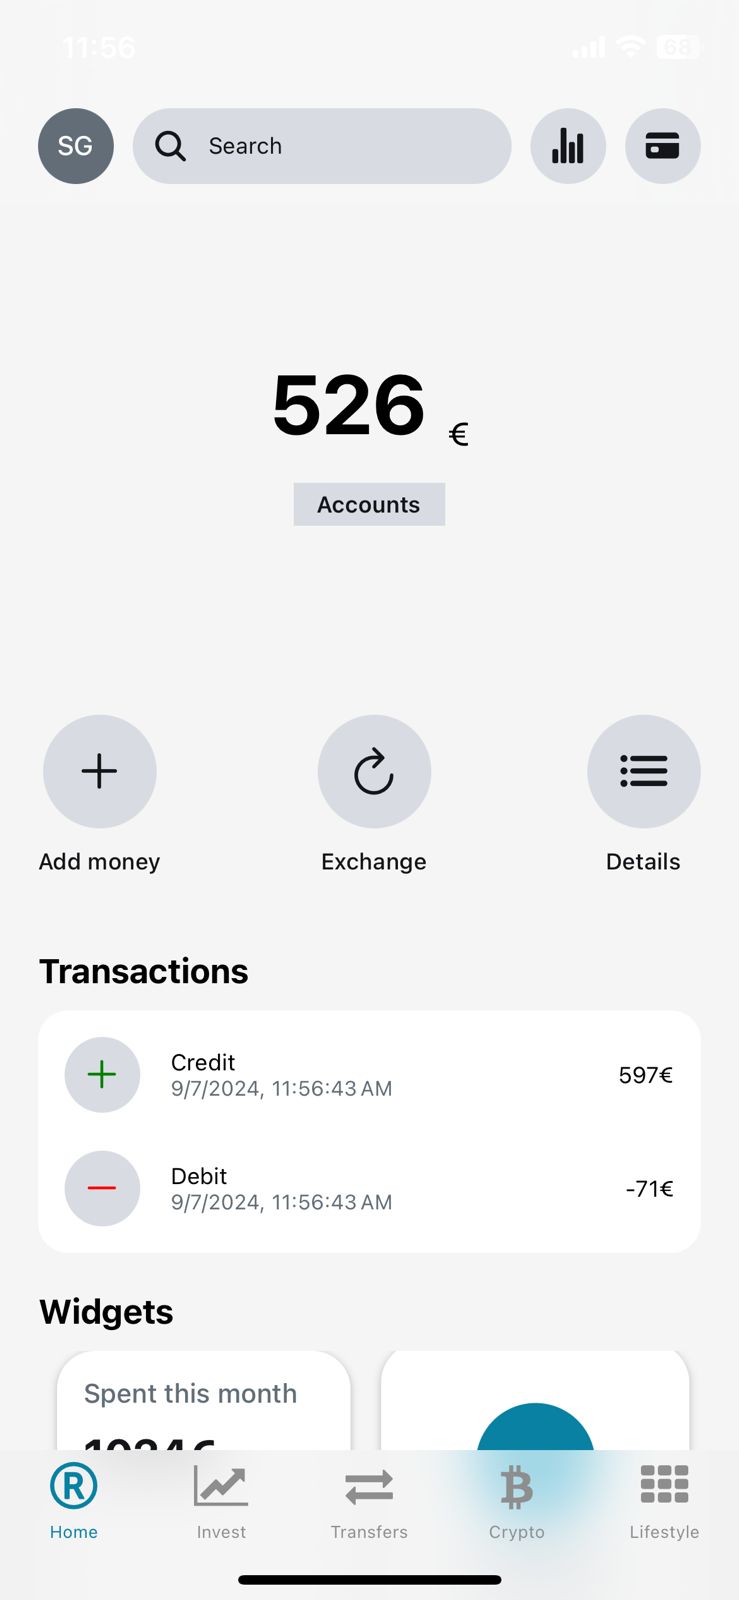 11:56
68
SG
Search
526 €
Accounts
Add money
Exchange
Details
Transactions
Credit
597€
9/7/2024, 11:56:43 AM
Debit
-71€
9/7/2024, 11:56:43 AM
Widgets
Spent this month
R
Home
Invest
Transfers
Crypto
Lifestyle